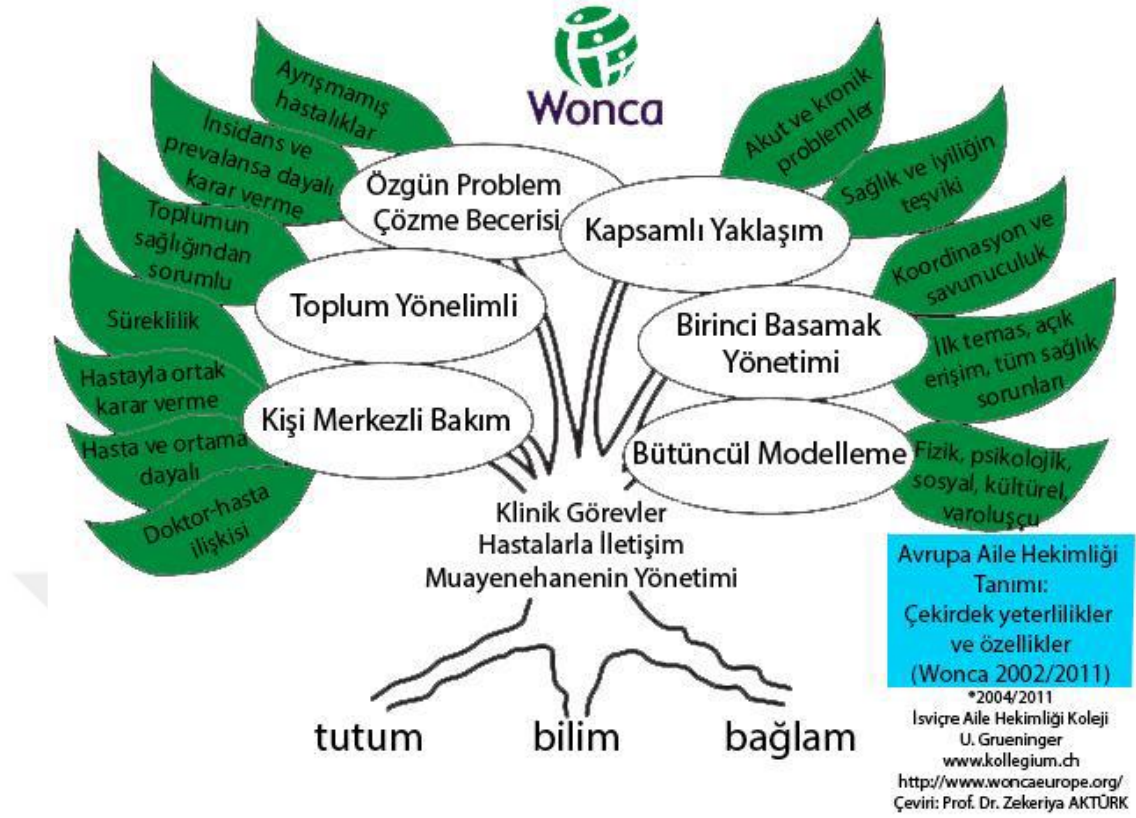 Wonca
Ayrışmamış
hastalıklar
İnsidans ve
prevalansa dayalı
karar verme
Toplumun
sağlığından
sorumlu
Süreklilik
Hastayla ortak
karar verme
Hasta ve ortama
dayalı
Doktor-hasta
ilişkisi
Özgün Problem
Çözme Becerisi
Toplum Yönelimli
Kişi Merkezli Bakım
Kapsamlı Yaklaşım
Birinci Basamak
Yönetimi
Bütüncül Modelleme
Akut ve kronik
problemler
Sağlık ve iyiliğin
teşviki
Koordinasyon ve
savunuculuk
İlk temas, açık
erişim, tüm sağlık
sorunları
Fizik, psikolojik,
sosyal, kültürel,
varoluşçu
Klinik Görevler
Hastalarla İletişim
Muayenehanenin Yönetimi
tutum
bilim
bağlam
Avrupa Aile Hekimliği
Tanımı:
Çekirdek yeterlilikler
ve özellikler
(Wonca 2002/2011)
*2004/2011
İsviçre Aile Hekimliği Koleji
U. Grueninger
www.kollegium.ch
http://www.woncaeurope.org/
Çeviri: Prof. Dr. Zekeriya AKTÜRK